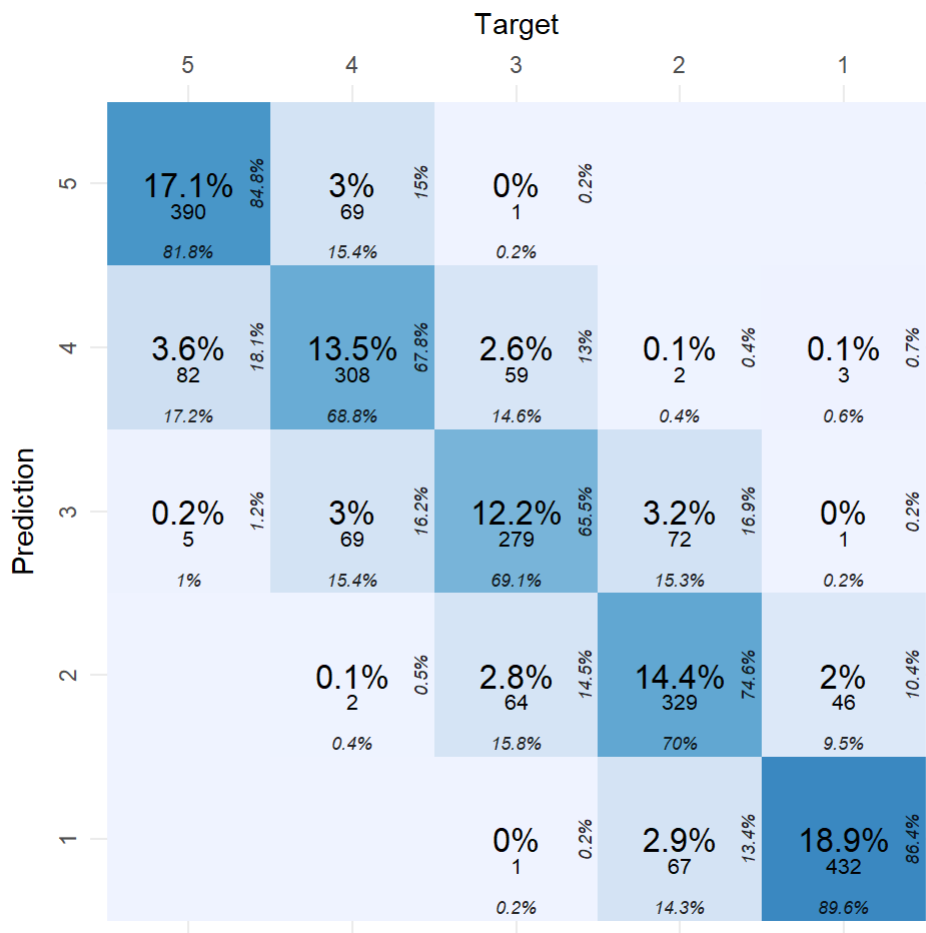 Target
5 4 3 2 1
Prediction
5
17.1% 84.8% 3% 15% 0% 0.2%
390 69 1
81.8% 15.4% 0.2%
4
3.6% 18.1% 13.5% 67.8% 2.6% 13% 0.1% 0.4% 0.1% 0.7%
82 308 59 2 3
17.2% 68.8% 14.6% 0.4% 0.6%
3
0.2% 1.2% 3% 16.2% 12.2% 65.5% 3.2% 16.9% 0% 0.2%
5 69 279 72 1
1% 15.4% 69.1% 15.3% 0.2%
2
0.1% 0.5% 2.8% 14.5% 14.4% 74.6% 2% 10.4%
2 64 329 46
0.4% 15.8% 70% 9.5%
1
0% 0.2% 2.9% 13.4% 18.9% 86.4%
1 67 432
0.2% 14.3% 89.6%